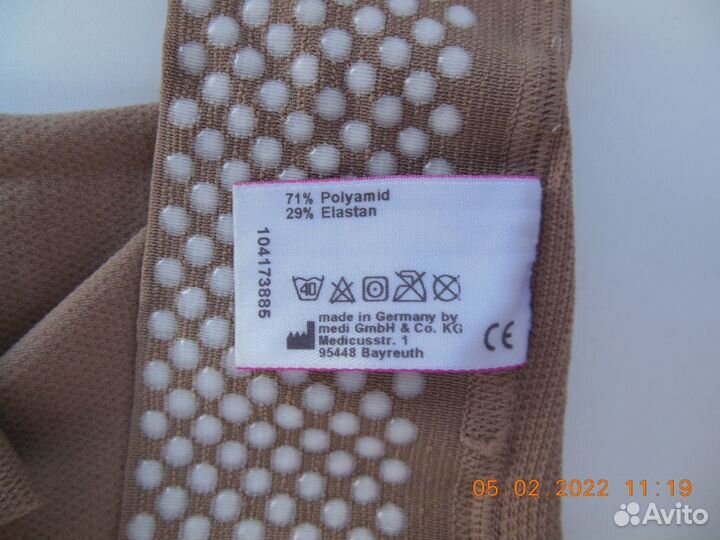 71% Polyamid
29% Elastan
104173885
40
made in Germany by
medi GmbH & Co. KG
Medicusstr. 1
95448 Bayreuth
CE
05 02 2022 11:19
Avito